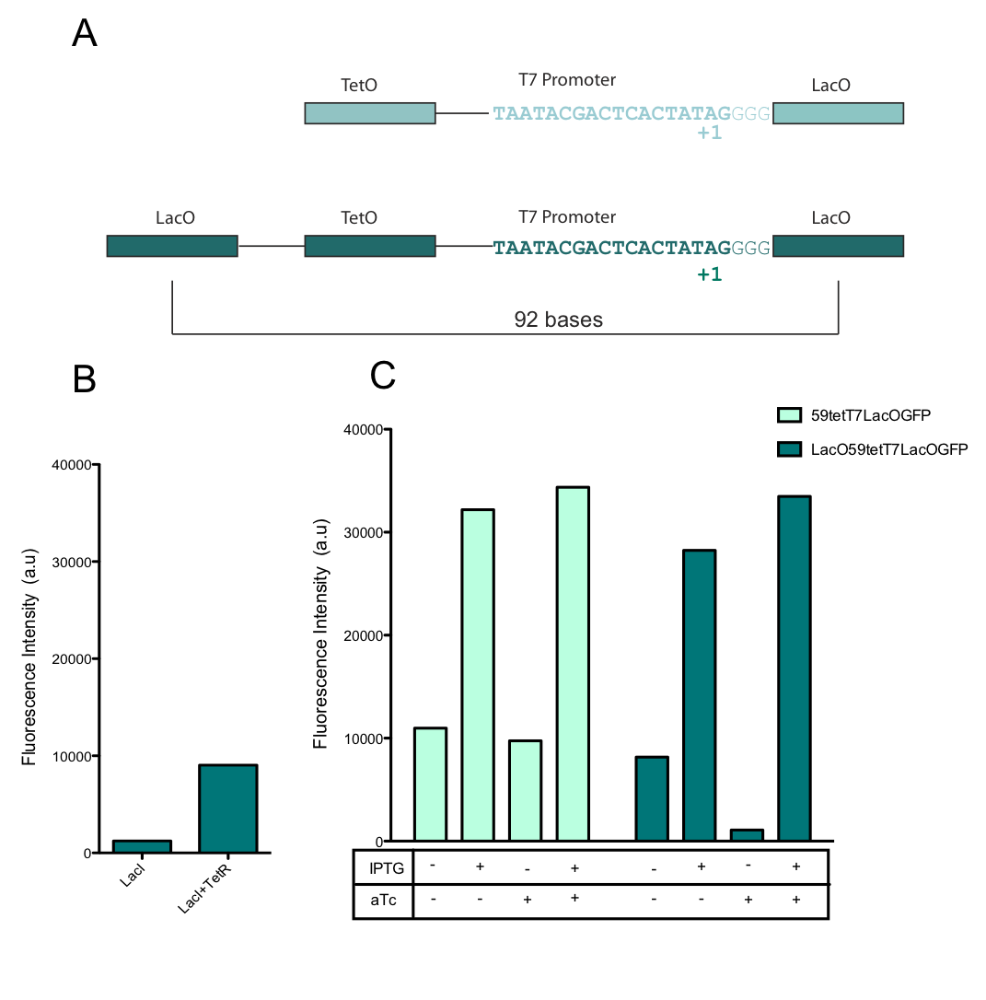 A
TetO T7 Promoter LacO
TAATACGACTCACTATAGGGG
+1
LacO TetO T7 Promoter LacO
TAATACGACTCACTATAGGGG
+1
92 bases
B
Fluorescence Intensity (a.u)
40000
30000
20000
10000
0
LacI
LacI+TetR
C
59tetT7LacOGFP
LacO59tetT7LacOGFP
Fluorescence Intensity (a.u)
40000
30000
20000
10000
0
IPTG - + - + - + - +
aTc - - + + - - + +